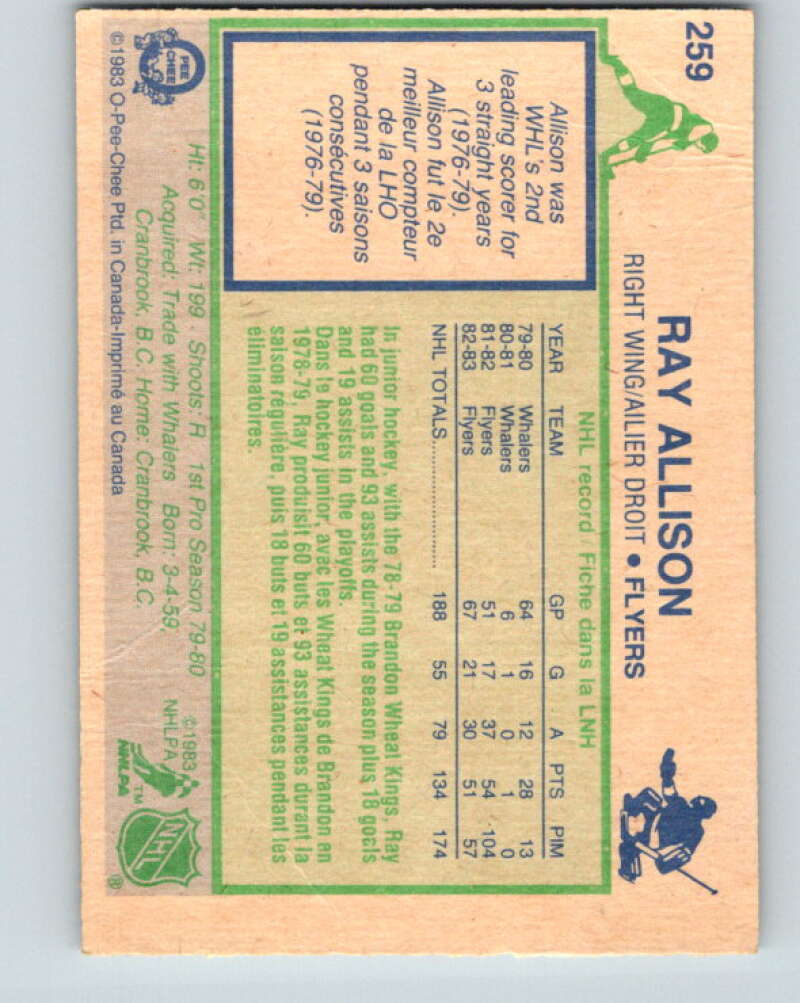 259
RAY ALLISON
RIGHT WING/AILIER DROIT • FLYERS
Allison was
WHL's 2nd
leading scorer for
3 straight years
(1976-79).
Allison fut le 2e
meilleur compteur
de la LHO
pendant 3 saisons
consécutives
(1976-79).
NHL record / Fiche dans la LNH
YEAR TEAM GP G A PTS PIM
79-80 Whalers 64 16 12 28 13
80-81 Whalers 6 1 0 1 0
81-82 Flyers 51 17 37 54 104
82-83 Flyers 67 21 30 51 57
NHL TOTALS 188 55 79 134 174
In junior hockey, with the 78-79 Brandon Wheat Kings, Ray
had 60 goals and 93 assists during the season plus 18 goals
and 19 assists in the playoffs.
Dans le hockey junior, avec les Wheat Kings de Brandon en
1978-79, Ray produisit 60 buts et 93 assistances durant la
saison régulière, puis 18 buts et 19 assistances pendant les
éliminatoires.
O PEE CHEE
Ht: 6'0" Wt: 199 . Shoots: R 1st Pro Season 79-80
Acquired: Trade with Whalers Born: 3-4-59,
Cranbrook, B.C. Home: Cranbrook, B.C.
©1983 O-Pee-Chee Ptd. in Canada-Imprimé au Canada
©1983
NHLPA
NHLPA
TM
NHL
®